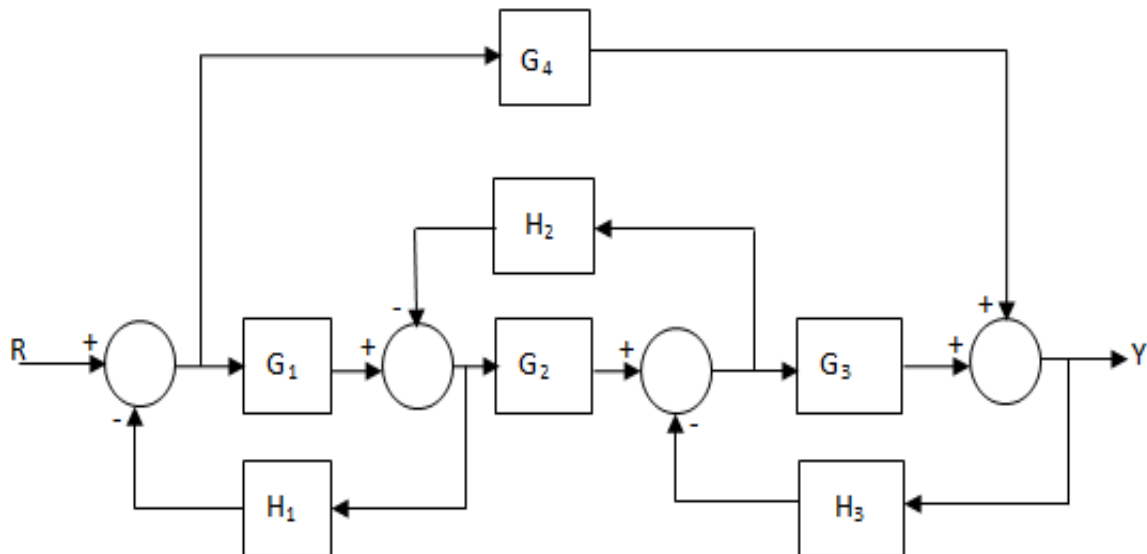 G₄
H₂
R + - G₁ + - G₂ + - G₃ + + Y
H₁
H₃